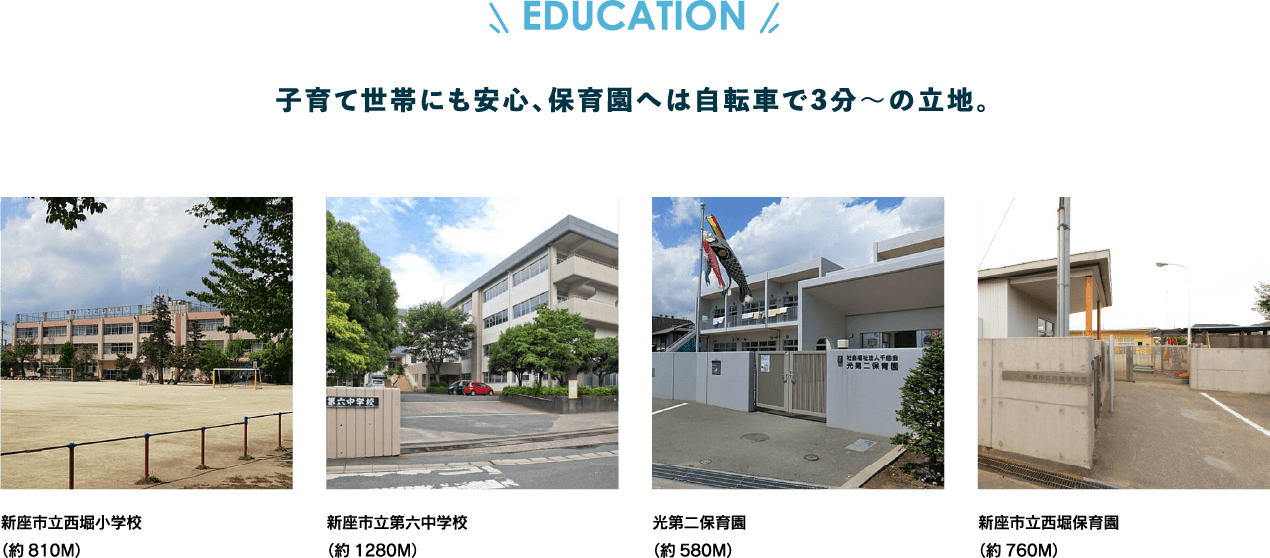 EDUCATION
子育て世帯にも安心、保育園へは自転車で3分〜の立地。
第六中学校
社会福祉法人千曲会
光第二保育園
新座市立西堀小学校
（約 810M）
新座市立第六中学校
（約 1280M）
光第二保育園
（約 580M）
新座市立西堀保育園
（約 760M）